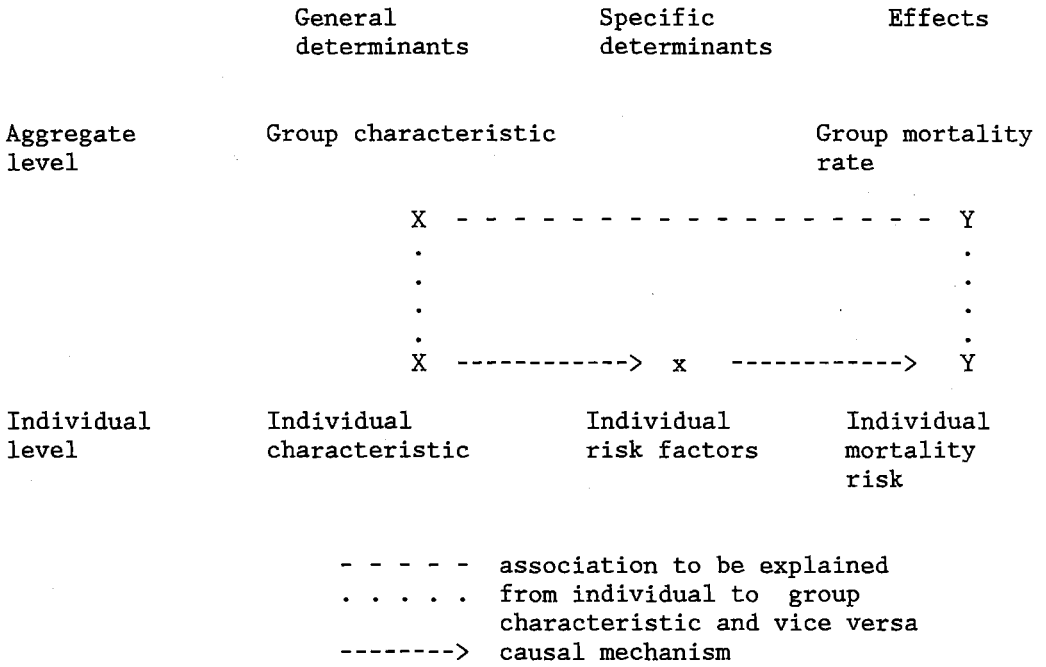 General Specific Effects
determinants determinants
Aggregate Group characteristic Group mortality
level rate
X - - - - - - - - - - - - - - - - - Y
. .
. .
. .
. .
X ------------> x ------------> Y
Individual Individual Individual Individual
level characteristic risk factors mortality
risk
- - - - - association to be explained
. . . . . from individual to group
characteristic and vice versa
--------> causal mechanism